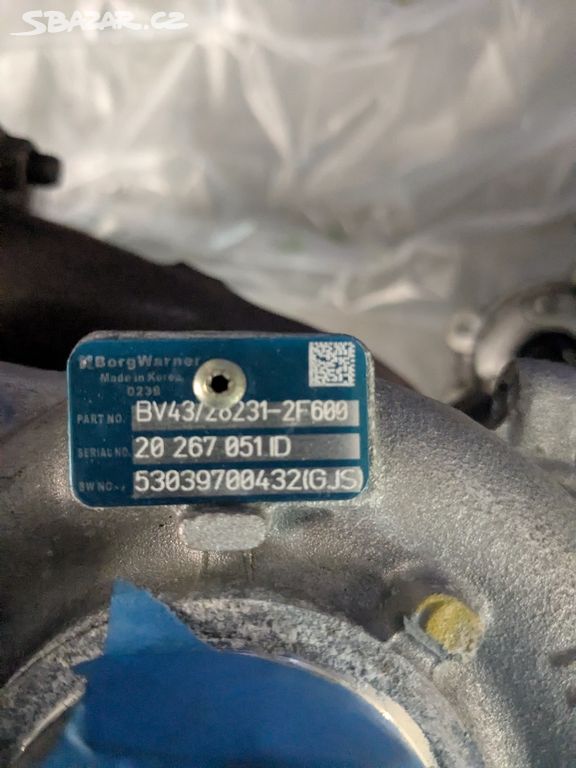 SBAZAR.CZ
BorgWarner
Made in Korea
0239
PART NO. BV43/28231-2F600
SERIAL NO. 20 267 051 ID
BW NO. 53039700432(GJS)